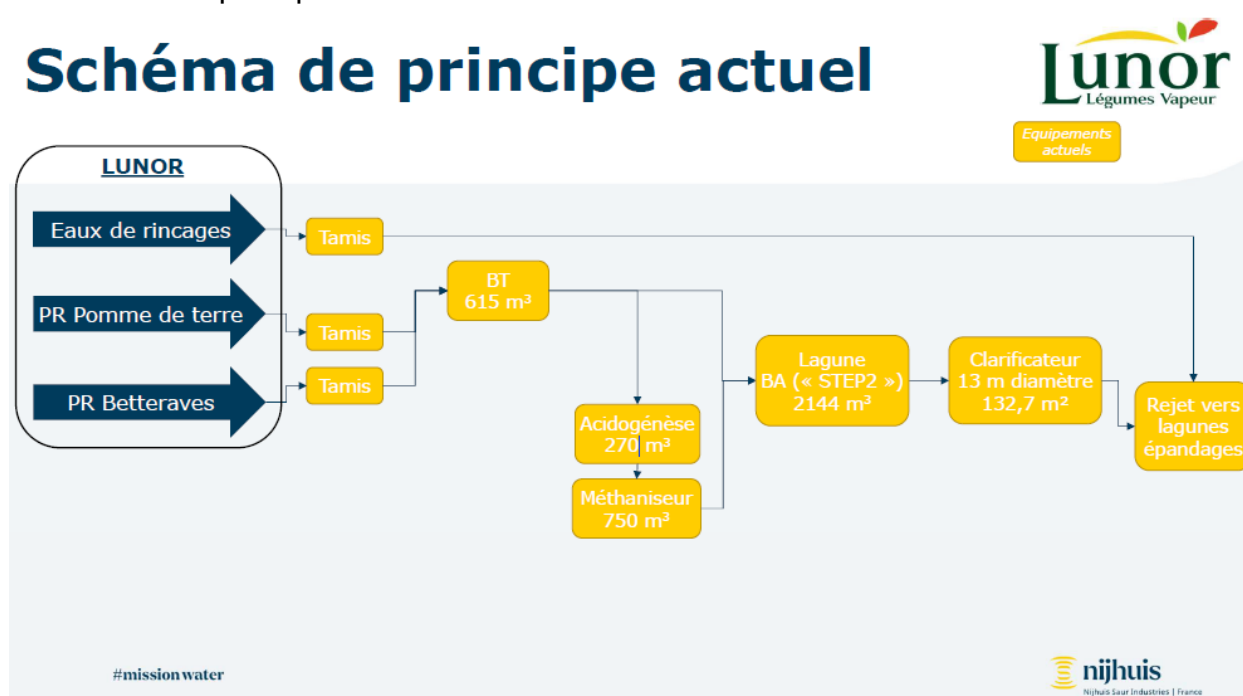 Schéma de principe actuel
Lunor
Légumes Vapeur
Equipements
actuels
LUNOR
Eaux de rincages
Tamis
BT
615 m³
PR Pomme de terre
Tamis
PR Betteraves
Tamis
Acidogénèse
270 m³
Méthaniseur
750 m³
Lagune
BA (« STEP2 »)
2144 m³
Clarificateur
13 m diamètre
132,7 m²
Rejet vers
lagunes
épandages
#mission water
nijhuis
Nijhuis Saur Industries | France